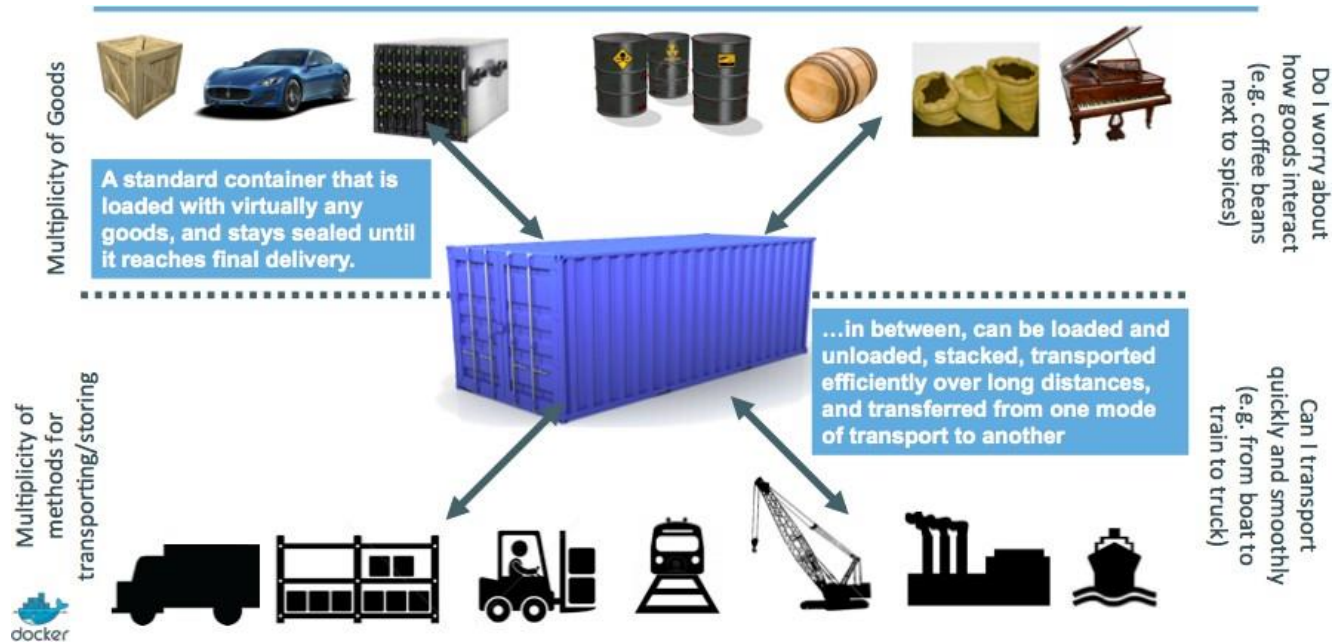 Multiplicity of Goods
Do I worry about
how goods interact
(e.g. coffee beans
next to spices)
A standard container that is
loaded with virtually any
goods, and stays sealed until
it reaches final delivery.
…in between, can be loaded and
unloaded, stacked, transported
efficiently over long distances,
and transferred from one mode
of transport to another
Multiplicity of
methods for
transporting/storing
Can I transport
quickly and smoothly
(e.g. from boat to
train to truck)
docker